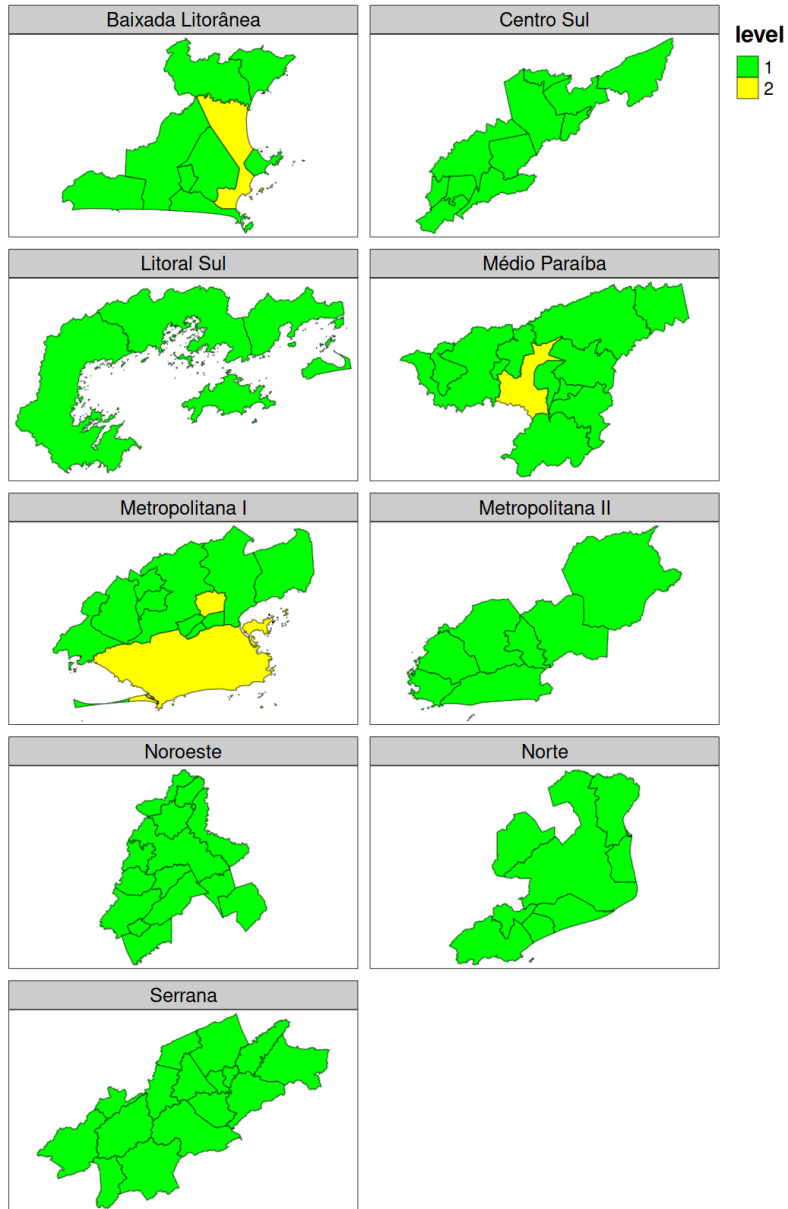 Baixada Litorânea
Centro Sul
level
1
2
Litoral Sul
Médio Paraíba
Metropolitana I
Metropolitana II
Noroeste
Norte
Serrana